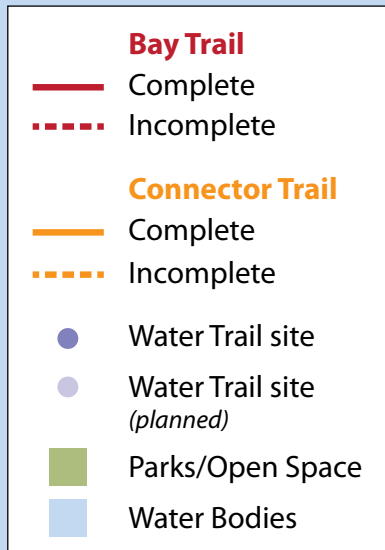 Bay Trail
Complete
Incomplete
Connector Trail
Complete
Incomplete
Water Trail site
Water Trail site
(planned)
Parks/Open Space
Water Bodies